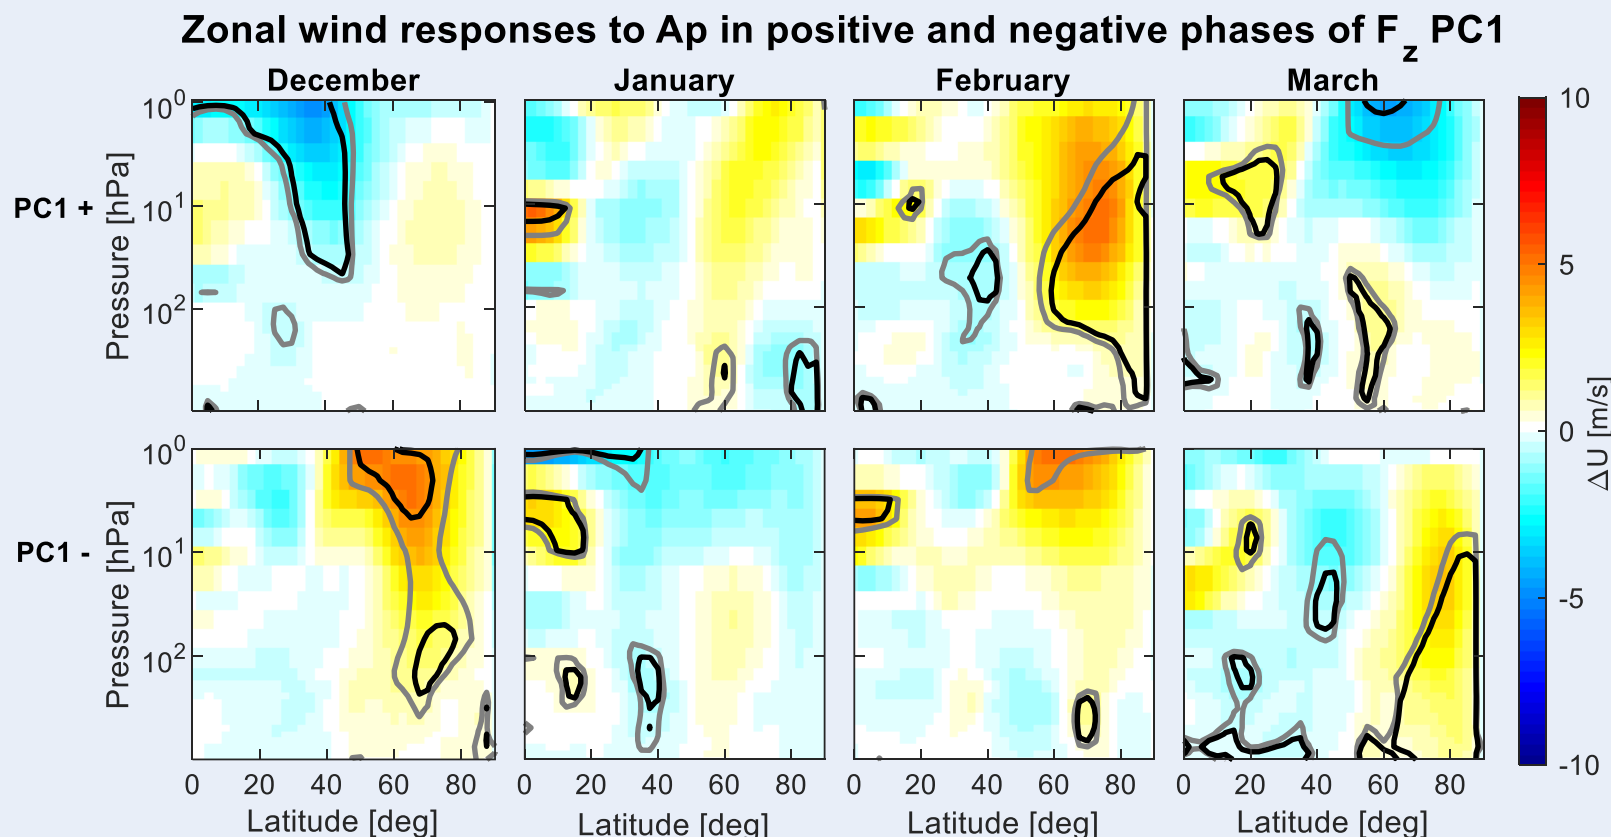 Zonal wind responses to Ap in positive and negative phases of F_z PC1
December January February March
PC1 +
Pressure [hPa]
10^0
10^1
10^2
PC1 -
Pressure [hPa]
10^0
10^1
10^2
0 20 40 60 80 0 20 40 60 80 0 20 40 60 80 0 20 40 60 80
Latitude [deg] Latitude [deg] Latitude [deg] Latitude [deg]
10
5
0
-5
-10
ΔU [m/s]